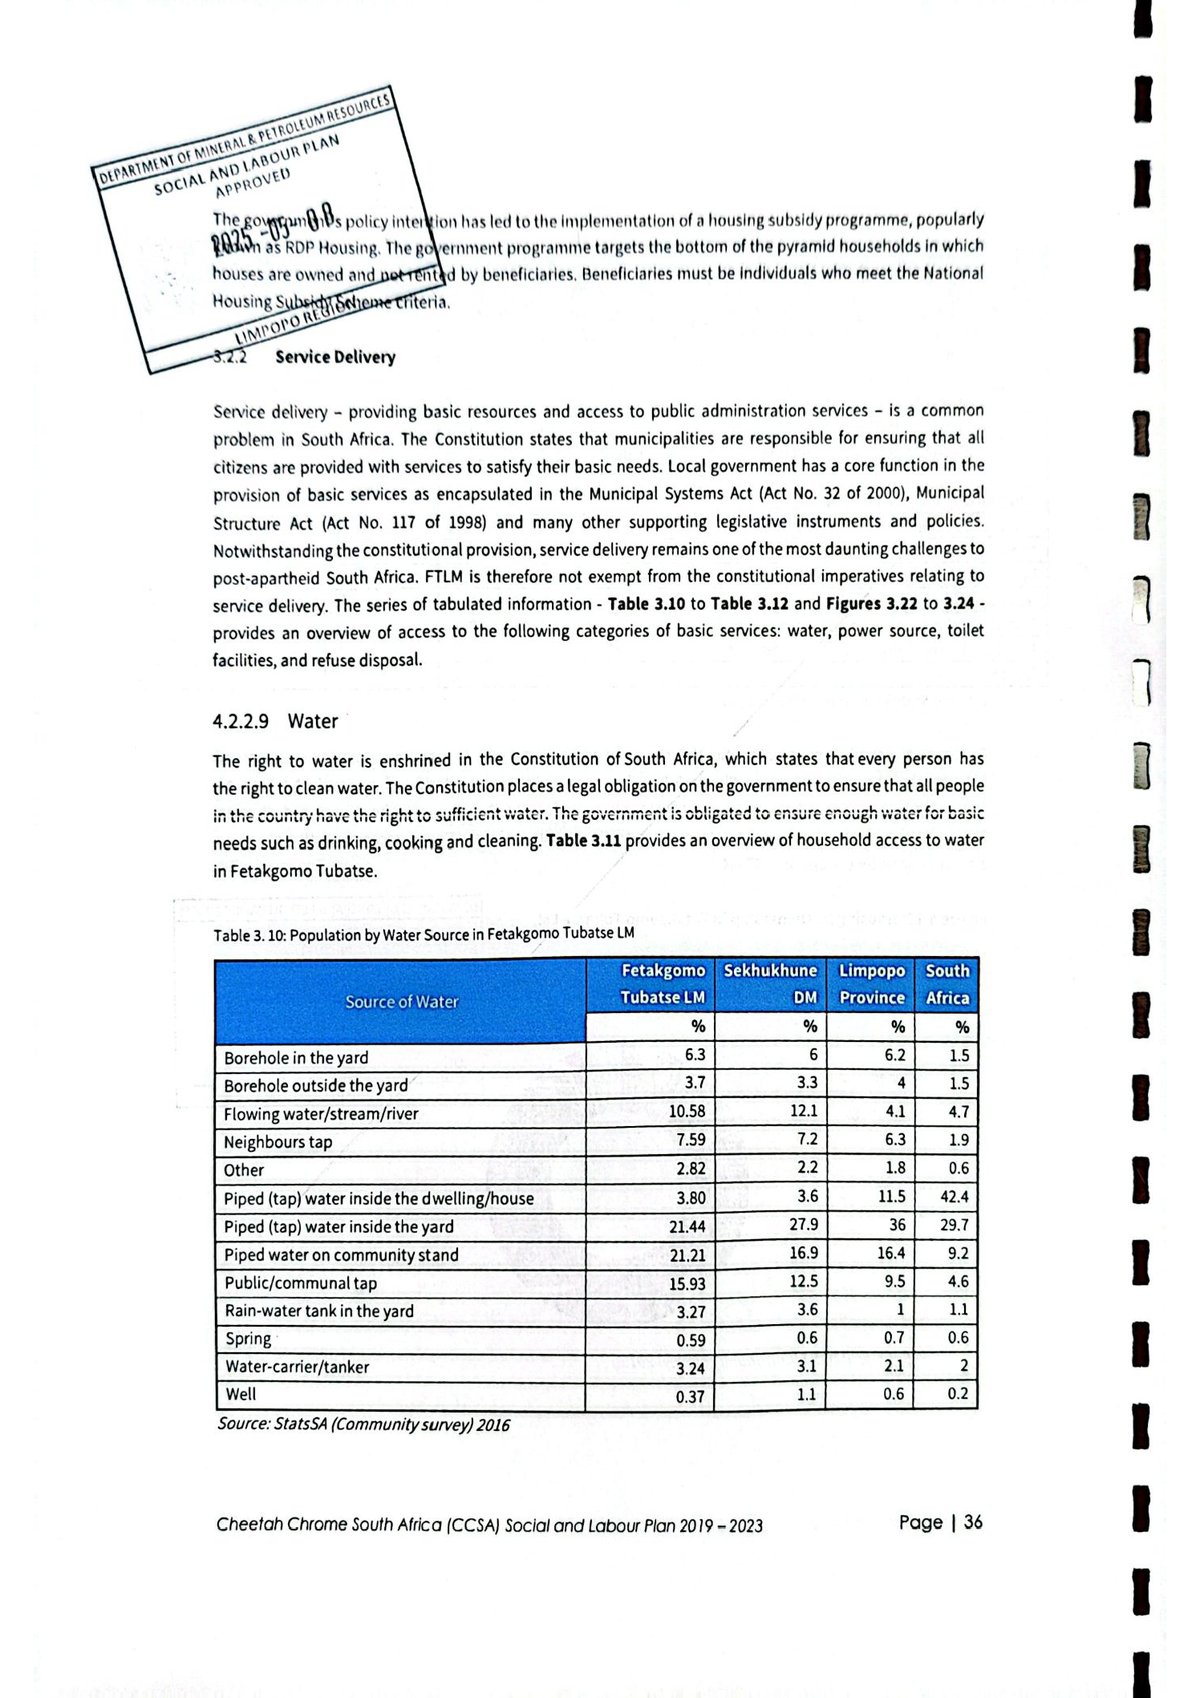 DEPARTMENT OF MINERAL & PETROLEUM RESOURCES
SOCIAL AND LABOUR PLAN
APPROVED
2025 -05- 08
LIMPOPO REGION
The government's policy intention has led to the implementation of a housing subsidy programme, popularly
known as RDP Housing. The government programme targets the bottom of the pyramid households in which
houses are owned and not rented by beneficiaries. Beneficiaries must be individuals who meet the National
Housing Subsidy Scheme criteria.
3.2.2 Service Delivery
Service delivery – providing basic resources and access to public administration services – is a common
problem in South Africa. The Constitution states that municipalities are responsible for ensuring that all
citizens are provided with services to satisfy their basic needs. Local government has a core function in the
provision of basic services as encapsulated in the Municipal Systems Act (Act No. 32 of 2000), Municipal
Structure Act (Act No. 117 of 1998) and many other supporting legislative instruments and policies.
Notwithstanding the constitutional provision, service delivery remains one of the most daunting challenges to
post-apartheid South Africa. FTLM is therefore not exempt from the constitutional imperatives relating to
service delivery. The series of tabulated information - Table 3.10 to Table 3.12 and Figures 3.22 to 3.24 -
provides an overview of access to the following categories of basic services: water, power source, toilet
facilities, and refuse disposal.
4.2.2.9 Water
The right to water is enshrined in the Constitution of South Africa, which states that every person has
the right to clean water. The Constitution places a legal obligation on the government to ensure that all people
in the country have the right to sufficient water. The government is obligated to ensure enough water for basic
needs such as drinking, cooking and cleaning. Table 3.11 provides an overview of household access to water
in Fetakgomo Tubatse.
Table 3. 10: Population by Water Source in Fetakgomo Tubatse LM
Source of Water Fetakgomo Tubatse LM Sekhukhune DM Limpopo Province South Africa
% % % %
Borehole in the yard 6.3 6 6.2 1.5
Borehole outside the yard 3.7 3.3 4 1.5
Flowing water/stream/river 10.58 12.1 4.1 4.7
Neighbours tap 7.59 7.2 6.3 1.9
Other 2.82 2.2 1.8 0.6
Piped (tap) water inside the dwelling/house 3.80 3.6 11.5 42.4
Piped (tap) water inside the yard 21.44 27.9 36 29.7
Piped water on community stand 21.21 16.9 16.4 9.2
Public/communal tap 15.93 12.5 9.5 4.6
Rain-water tank in the yard 3.27 3.6 1 1.1
Spring 0.59 0.6 0.7 0.6
Water-carrier/tanker 3.24 3.1 2.1 2
Well 0.37 1.1 0.6 0.2
Source: StatsSA (Community survey) 2016
Cheetah Chrome South Africa (CCSA) Social and Labour Plan 2019 – 2023 Page | 36